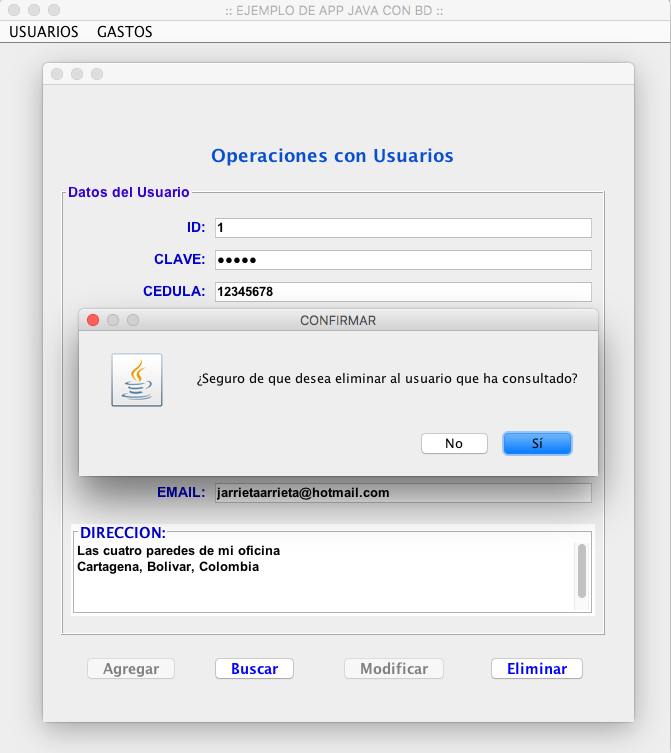 :: EJEMPLO DE APP JAVA CON BD ::
USUARIOS GASTOS
Operaciones con Usuarios
Datos del Usuario
ID: 1
CLAVE: ●●●●●
CEDULA: 12345678
CONFIRMAR
¿Seguro de que desea eliminar al usuario que ha consultado?
No Sí
EMAIL: jarrietaarrieta@hotmail.com
DIRECCION:
Las cuatro paredes de mi oficina
Cartagena, Bolivar, Colombia
Agregar Buscar Modificar Eliminar